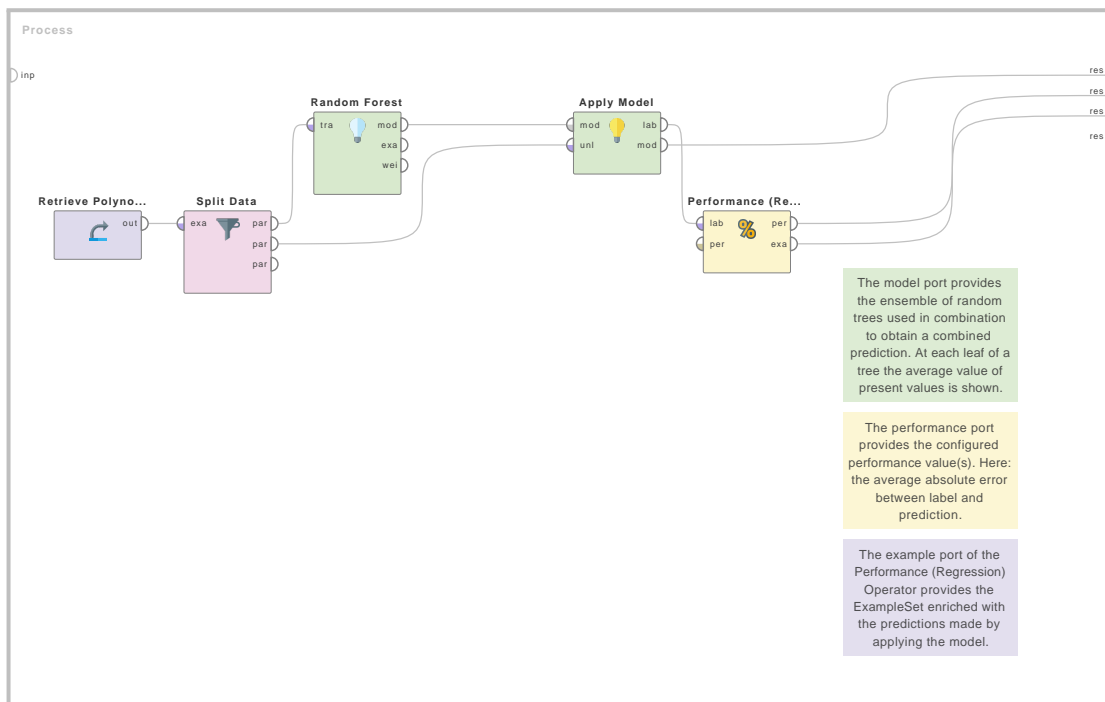 Process
inp
res
res
res
res
Random Forest
tra
mod
exa
wei
Apply Model
mod
lab
unl
mod
Retrieve Polyno...
out
Split Data
exa
par
par
par
Performance (Re...
lab
per
per
exa
The model port provides
the ensemble of random
trees used in combination
to obtain a combined
prediction. At each leaf of a
tree the average value of
present values is shown.
The performance port
provides the configured
performance value(s). Here:
the average absolute error
between label and
prediction.
The example port of the
Performance (Regression)
Operator provides the
ExampleSet enriched with
the predictions made by
applying the model.